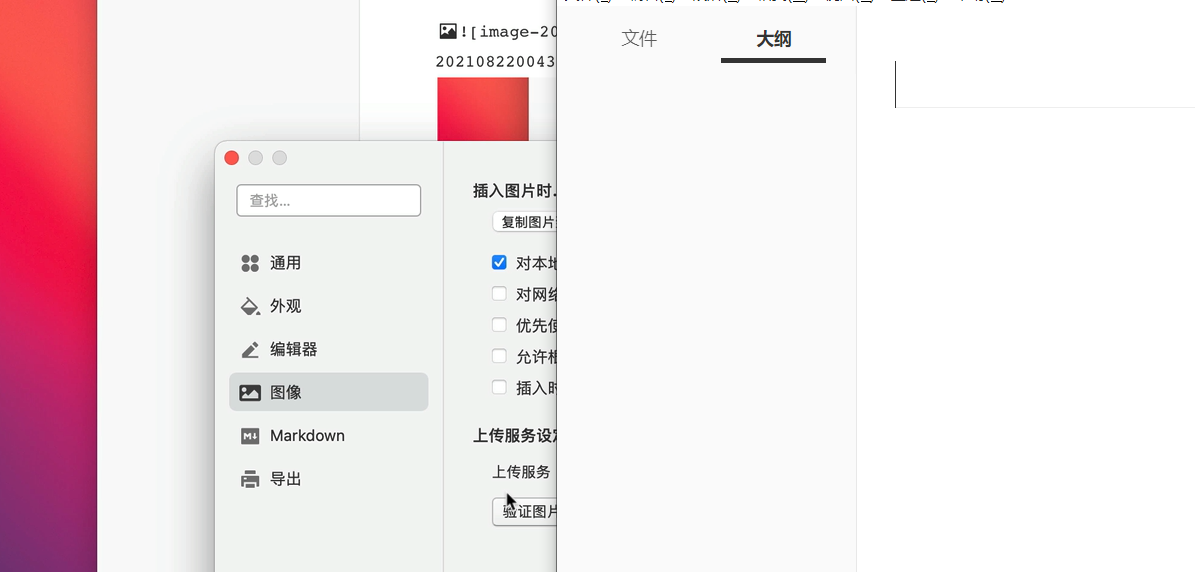 ![image-20
202108220043
文件
大纲
查找...
通用
外观
编辑器
图像
Markdown
导出
插入图片时.
复制图片
对本地
对网络
优先使
允许根
插入时
上传服务设定
上传服务
验证图片